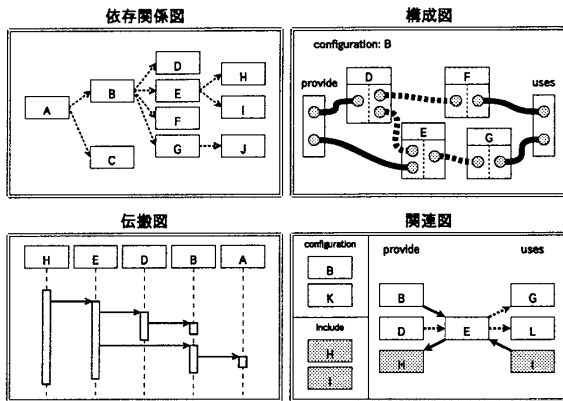 依存関係図
A
B
C
D
E
F
G
H
I
J
構成図
configuration: B
provide
uses
D
F
E
G
伝搬図
H
E
D
B
A
関連図
configuration
B
K
Include
H
I
provide
uses
B
G
D
E
L
H
I